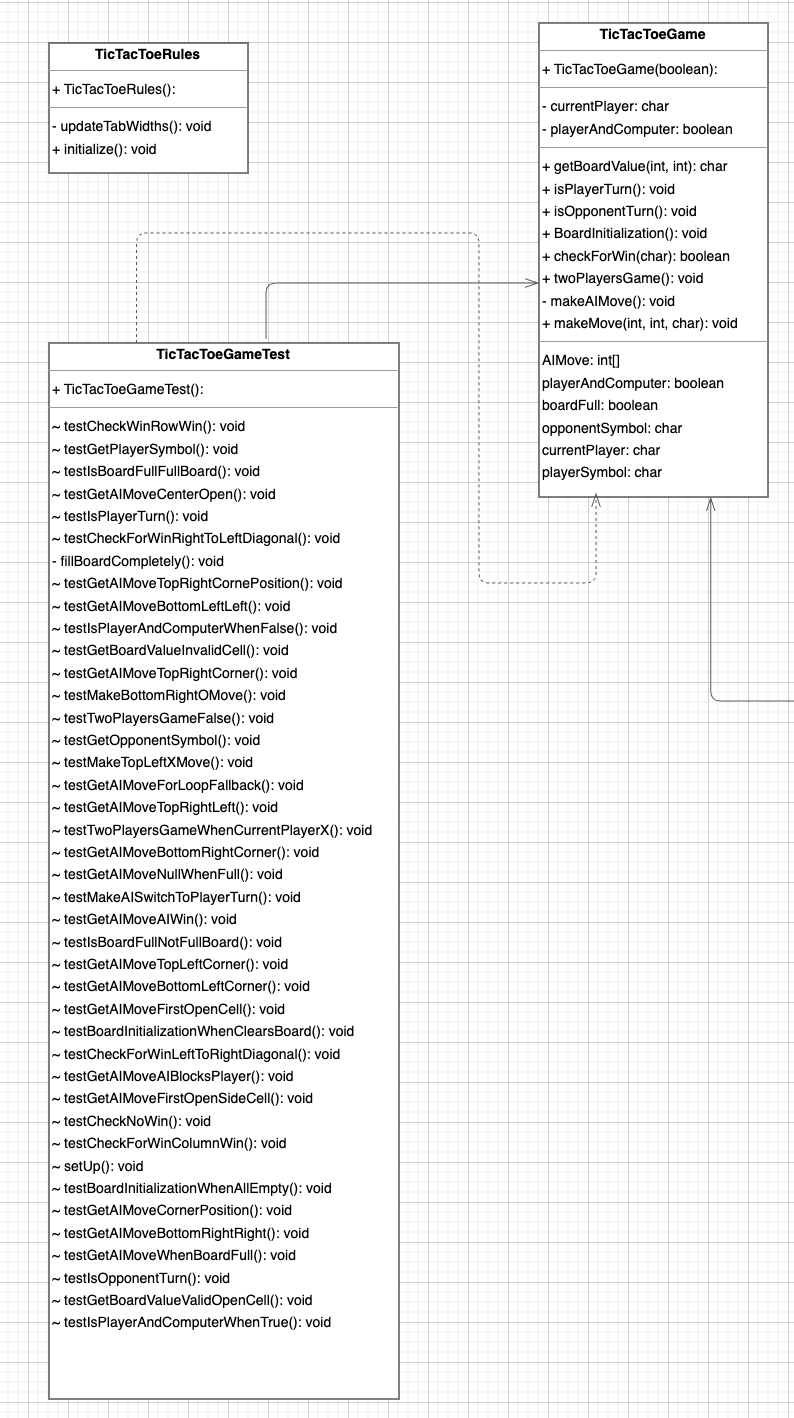 TicTacToeRules
+ TicTacToeRules():
- updateTabWidths(): void
+ initialize(): void
TicTacToeGame
+ TicTacToeGame(boolean):
- currentPlayer: char
- playerAndComputer: boolean
+ getBoardValue(int, int): char
+ isPlayerTurn(): void
+ isOpponentTurn(): void
+ BoardInitialization(): void
+ checkForWin(char): boolean
+ twoPlayersGame(): void
- makeAIMove(): void
+ makeMove(int, int, char): void
AIMove: int[]
playerAndComputer: boolean
boardFull: boolean
opponentSymbol: char
currentPlayer: char
playerSymbol: char
TicTacToeGameTest
+ TicTacToeGameTest():
~ testCheckWinRowWin(): void
~ testGetPlayerSymbol(): void
~ testIsBoardFullFullBoard(): void
~ testGetAIMoveCenterOpen(): void
~ testIsPlayerTurn(): void
~ testCheckForWinRightToLeftDiagonal(): void
- fillBoardCompletely(): void
~ testGetAIMoveTopRightCornePosition(): void
~ testGetAIMoveBottomLeftLeft(): void
~ testIsPlayerAndComputerWhenFalse(): void
~ testGetBoardValueInvalidCell(): void
~ testGetAIMoveTopRightCorner(): void
~ testMakeBottomRightOMove(): void
~ testTwoPlayersGameFalse(): void
~ testGetOpponentSymbol(): void
~ testMakeTopLeftXMove(): void
~ testGetAIMoveForLoopFallback(): void
~ testGetAIMoveTopRightLeft(): void
~ testTwoPlayersGameWhenCurrentPlayerX(): void
~ testGetAIMoveBottomRightCorner(): void
~ testGetAIMoveNullWhenFull(): void
~ testMakeAISwitchToPlayerTurn(): void
~ testGetAIMoveAIWin(): void
~ testIsBoardFullNotFullBoard(): void
~ testGetAIMoveTopLeftCorner(): void
~ testGetAIMoveBottomLeftCorner(): void
~ testGetAIMoveFirstOpenCell(): void
~ testBoardInitializationWhenClearsBoard(): void
~ testCheckForWinLeftToRightDiagonal(): void
~ testGetAIMoveAIBlocksPlayer(): void
~ testGetAIMoveFirstOpenSideCell(): void
~ testCheckNoWin(): void
~ testCheckForWinColumnWin(): void
~ setUp(): void
~ testBoardInitializationWhenAllEmpty(): void
~ testGetAIMoveCornerPosition(): void
~ testGetAIMoveBottomRightRight(): void
~ testGetAIMoveWhenBoardFull(): void
~ testIsOpponentTurn(): void
~ testGetBoardValueValidOpenCell(): void
~ testIsPlayerAndComputerWhenTrue(): void